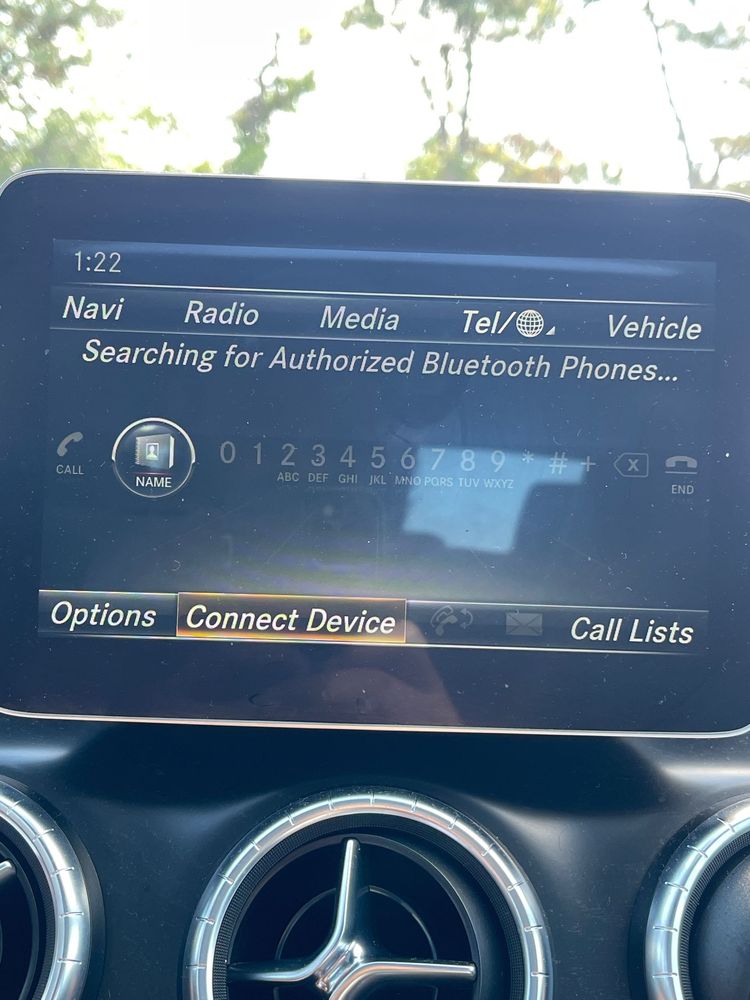 1:22
Navi Radio Media Tel/ Vehicle
Searching for Authorized Bluetooth Phones...
CALL NAME 0 1 2 3 4 5 6 7 8 9 * # + X END
ABC DEF GHI JKL MNO PQRS TUV WXYZ
Options Connect Device Call Lists